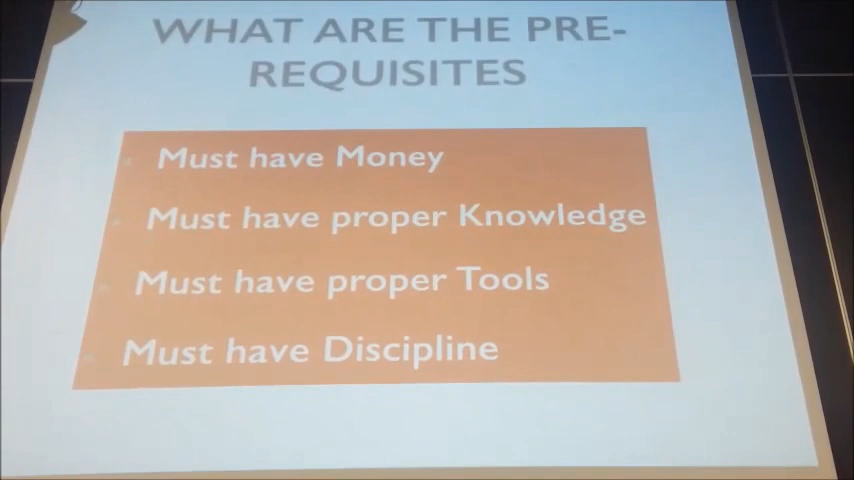 WHAT ARE THE PRE-
REQUISITES
Must have Money
Must have proper Knowledge
Must have proper Tools
Must have Discipline